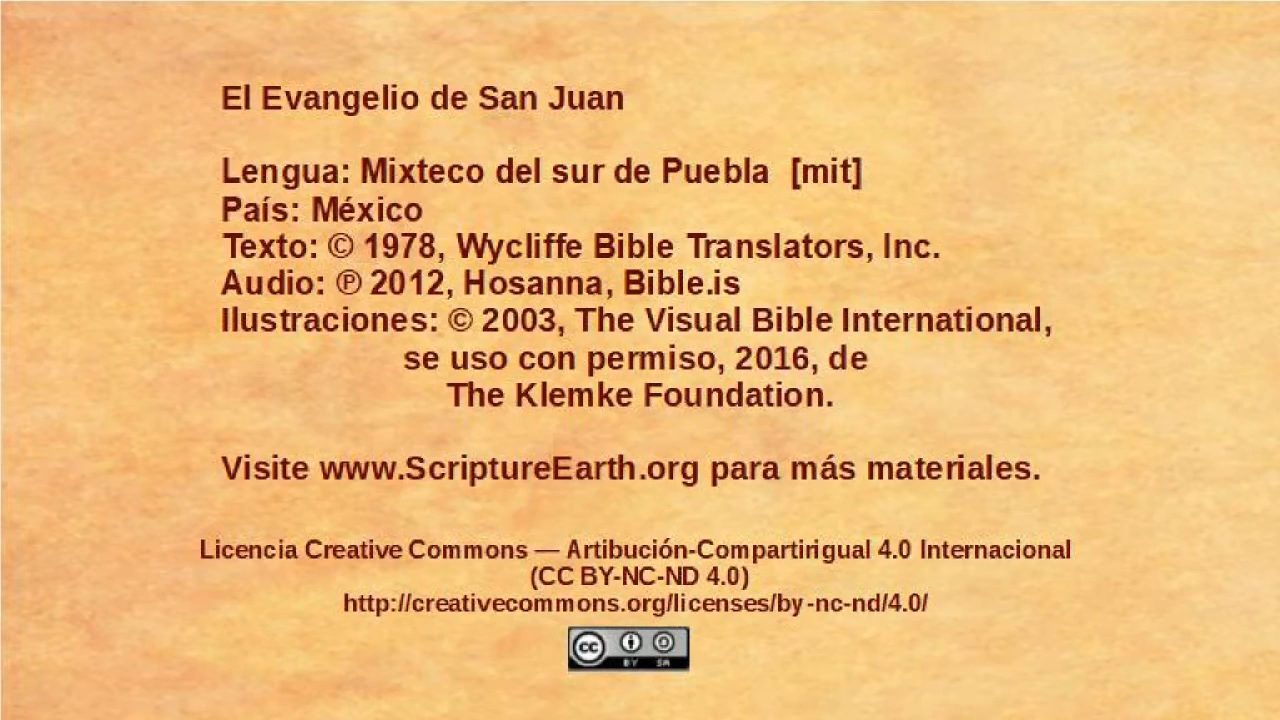 El Evangelio de San Juan
Lengua: Mixteco del sur de Puebla [mit]
País: México
Texto: © 1978, Wycliffe Bible Translators, Inc.
Audio: ℗ 2012, Hosanna, Bible.is
Ilustraciones: © 2003, The Visual Bible International,
se uso con permiso, 2016, de
The Klemke Foundation.
Visite www.ScriptureEarth.org para más materiales.
Licencia Creative Commons — Artibución-Compartirigual 4.0 Internacional
(CC BY-NC-ND 4.0)
http://creativecommons.org/licenses/by-nc-nd/4.0/
cc BY SA